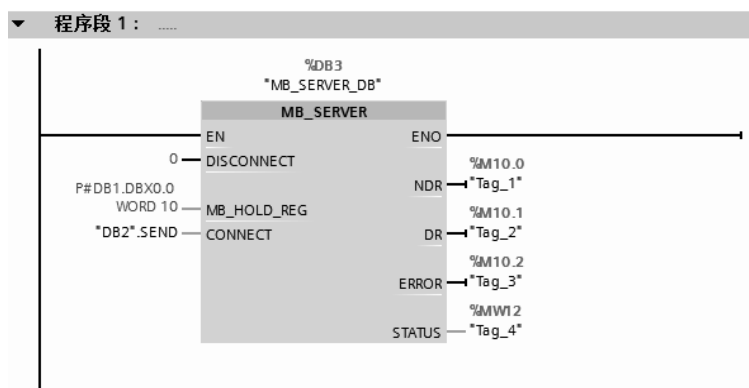 程序段 1： .....
%DB3
"MB_SERVER_DB"
MB_SERVER
EN
ENO
0
DISCONNECT
%M10.0
NDR
"Tag_1"
P#DB1.DBX0.0
WORD 10
MB_HOLD_REG
%M10.1
"DB2".SEND
CONNECT
DR
"Tag_2"
%M10.2
ERROR
"Tag_3"
%MW12
STATUS
"Tag_4"